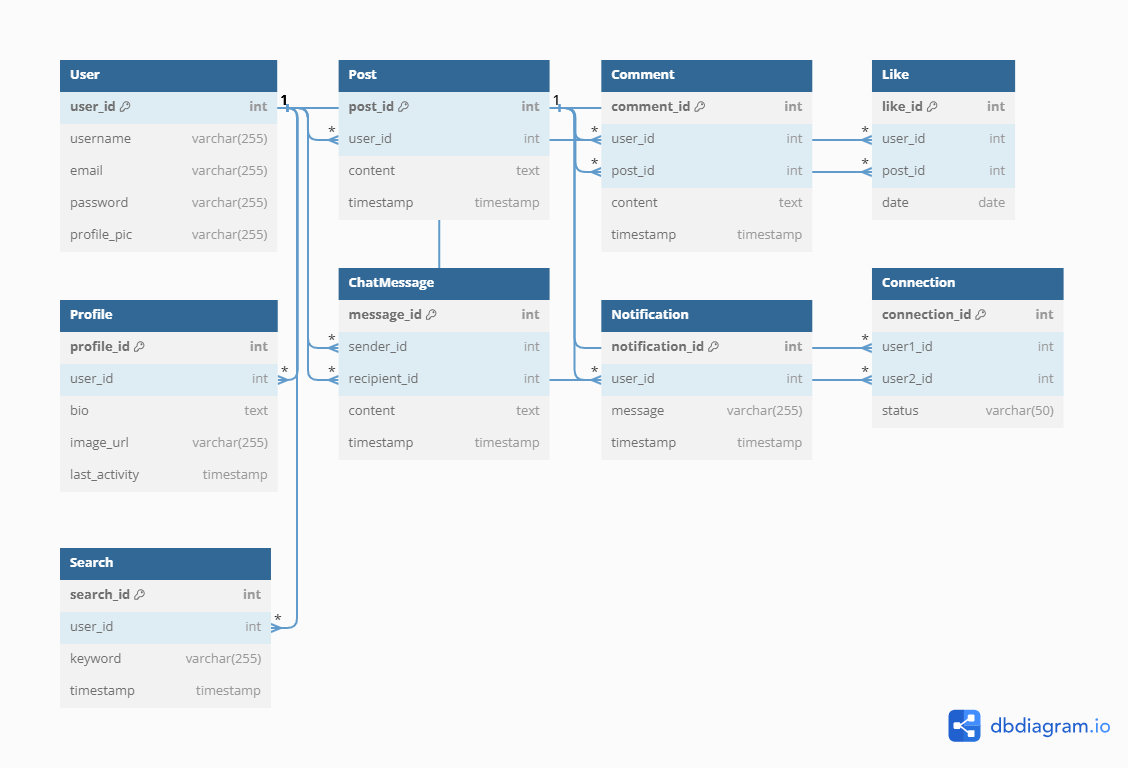 User
user_id int
username varchar(255)
email varchar(255)
password varchar(255)
profile_pic varchar(255)
1
Post
post_id int
* user_id int
content text
timestamp timestamp
1
Comment
comment_id int
* user_id int
* post_id int
content text
timestamp timestamp
Like
like_id int
* user_id int
* post_id int
date date
Profile
profile_id int
user_id int *
bio text
image_url varchar(255)
last_activity timestamp
ChatMessage
message_id int
* sender_id int
* recipient_id int
content text
timestamp timestamp
Notification
notification_id int
* user_id int
message varchar(255)
timestamp timestamp
Connection
connection_id int
* user1_id int
* user2_id int
status varchar(50)
Search
search_id int
user_id int *
keyword varchar(255)
timestamp timestamp
dbdiagram.io